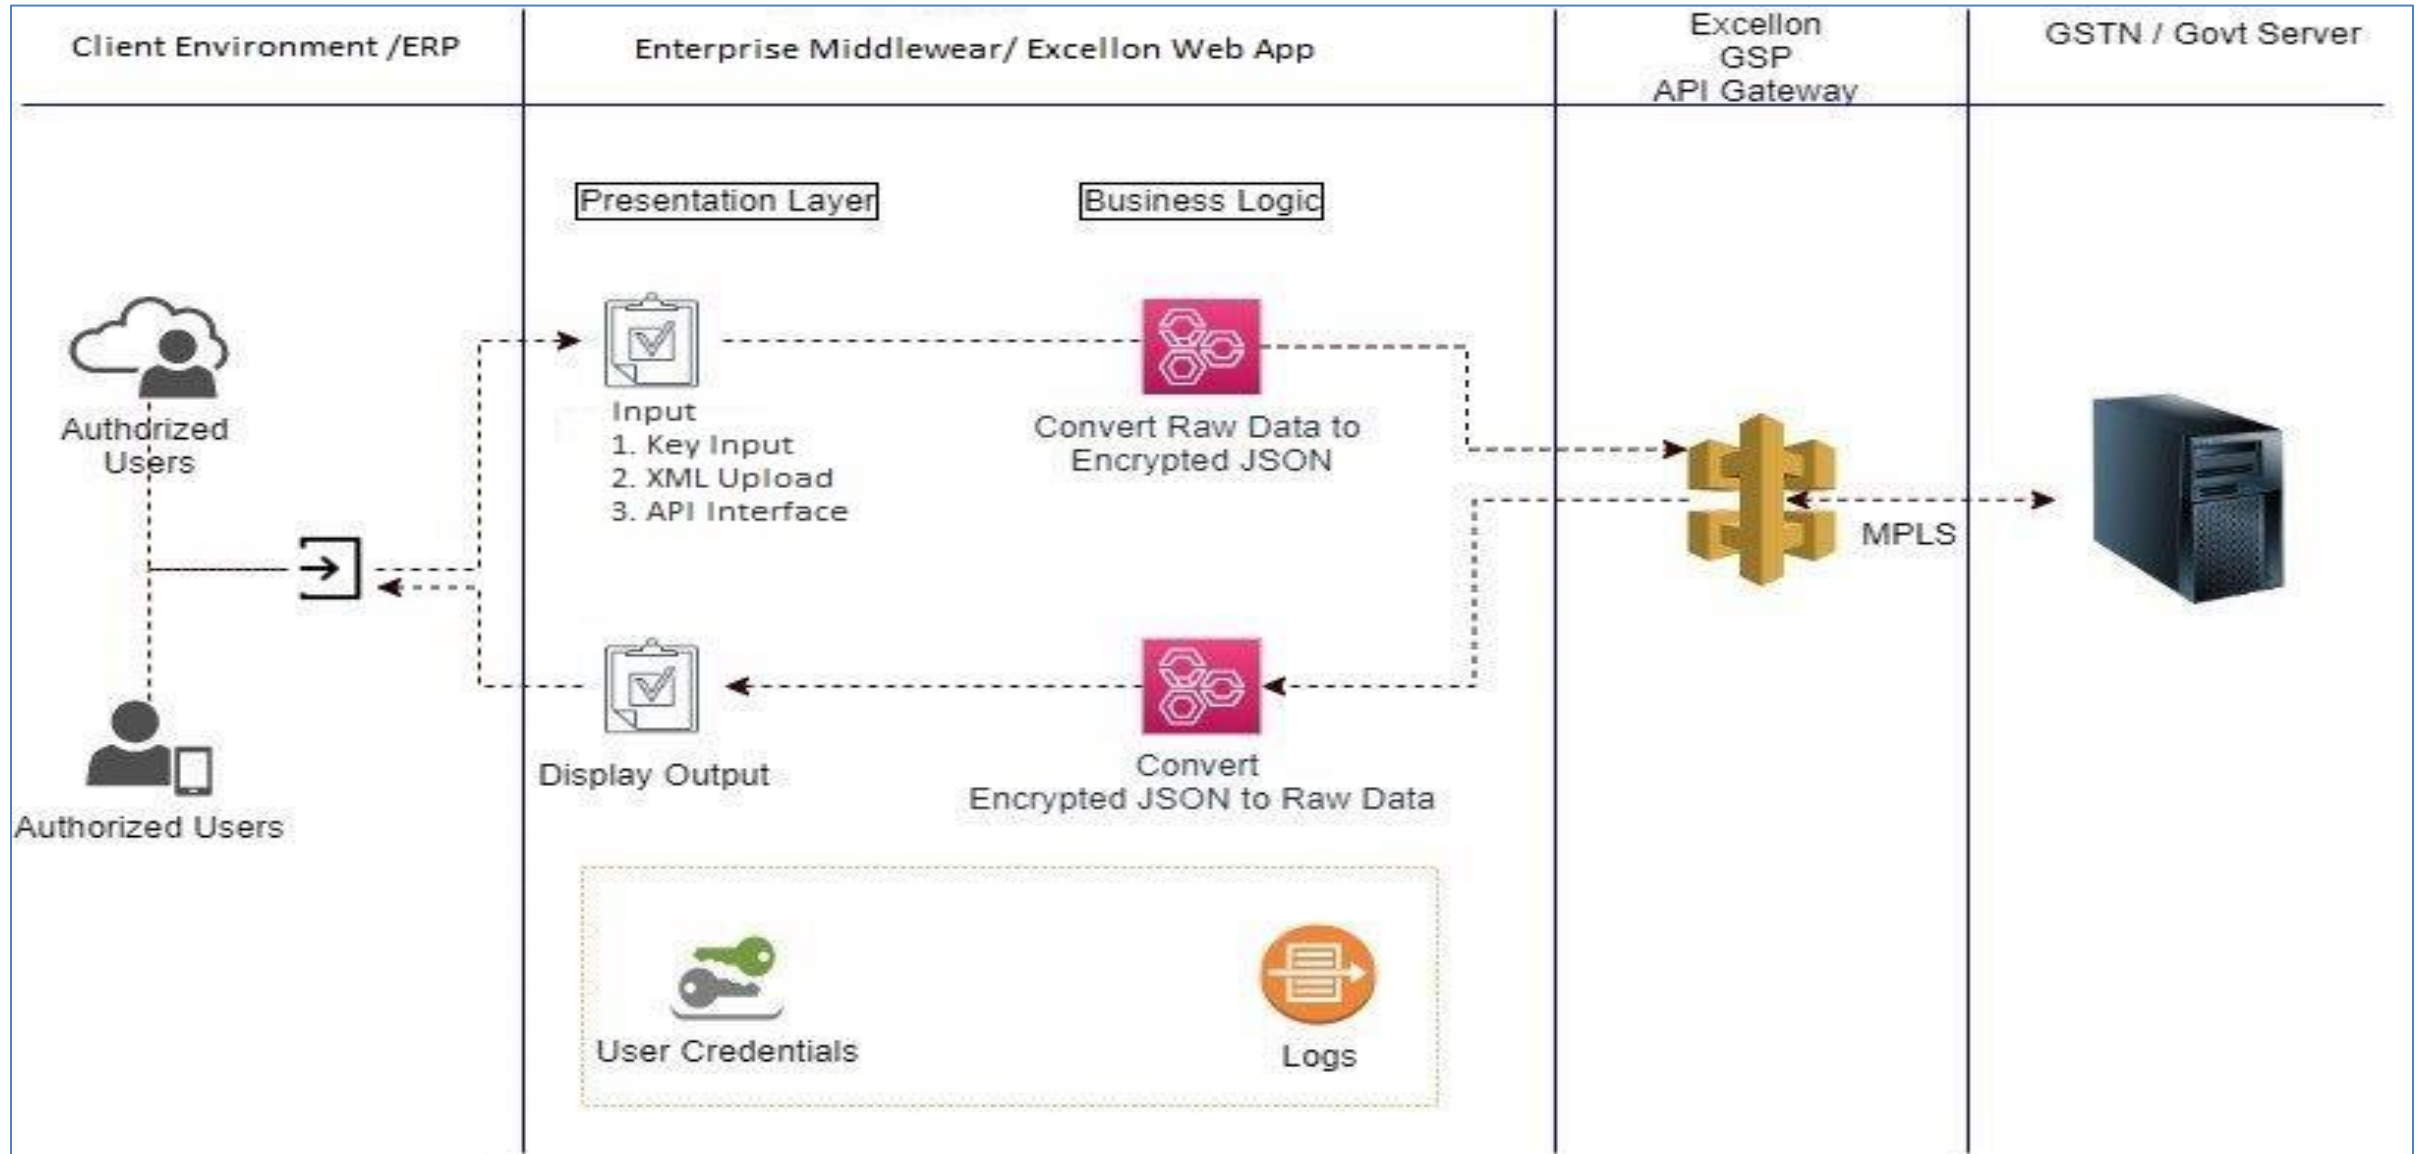 Client Environment /ERP
Enterprise Middlewear/ Excellon Web App
Excellon
GSP
API Gateway
GSTN / Govt Server
Presentation Layer
Business Logic
Authorized
Users
Input
1. Key Input
2. XML Upload
3. API Interface
Convert Raw Data to
Encrypted JSON
MPLS
Authorized Users
Display Output
Convert
Encrypted JSON to Raw Data
User Credentials
Logs